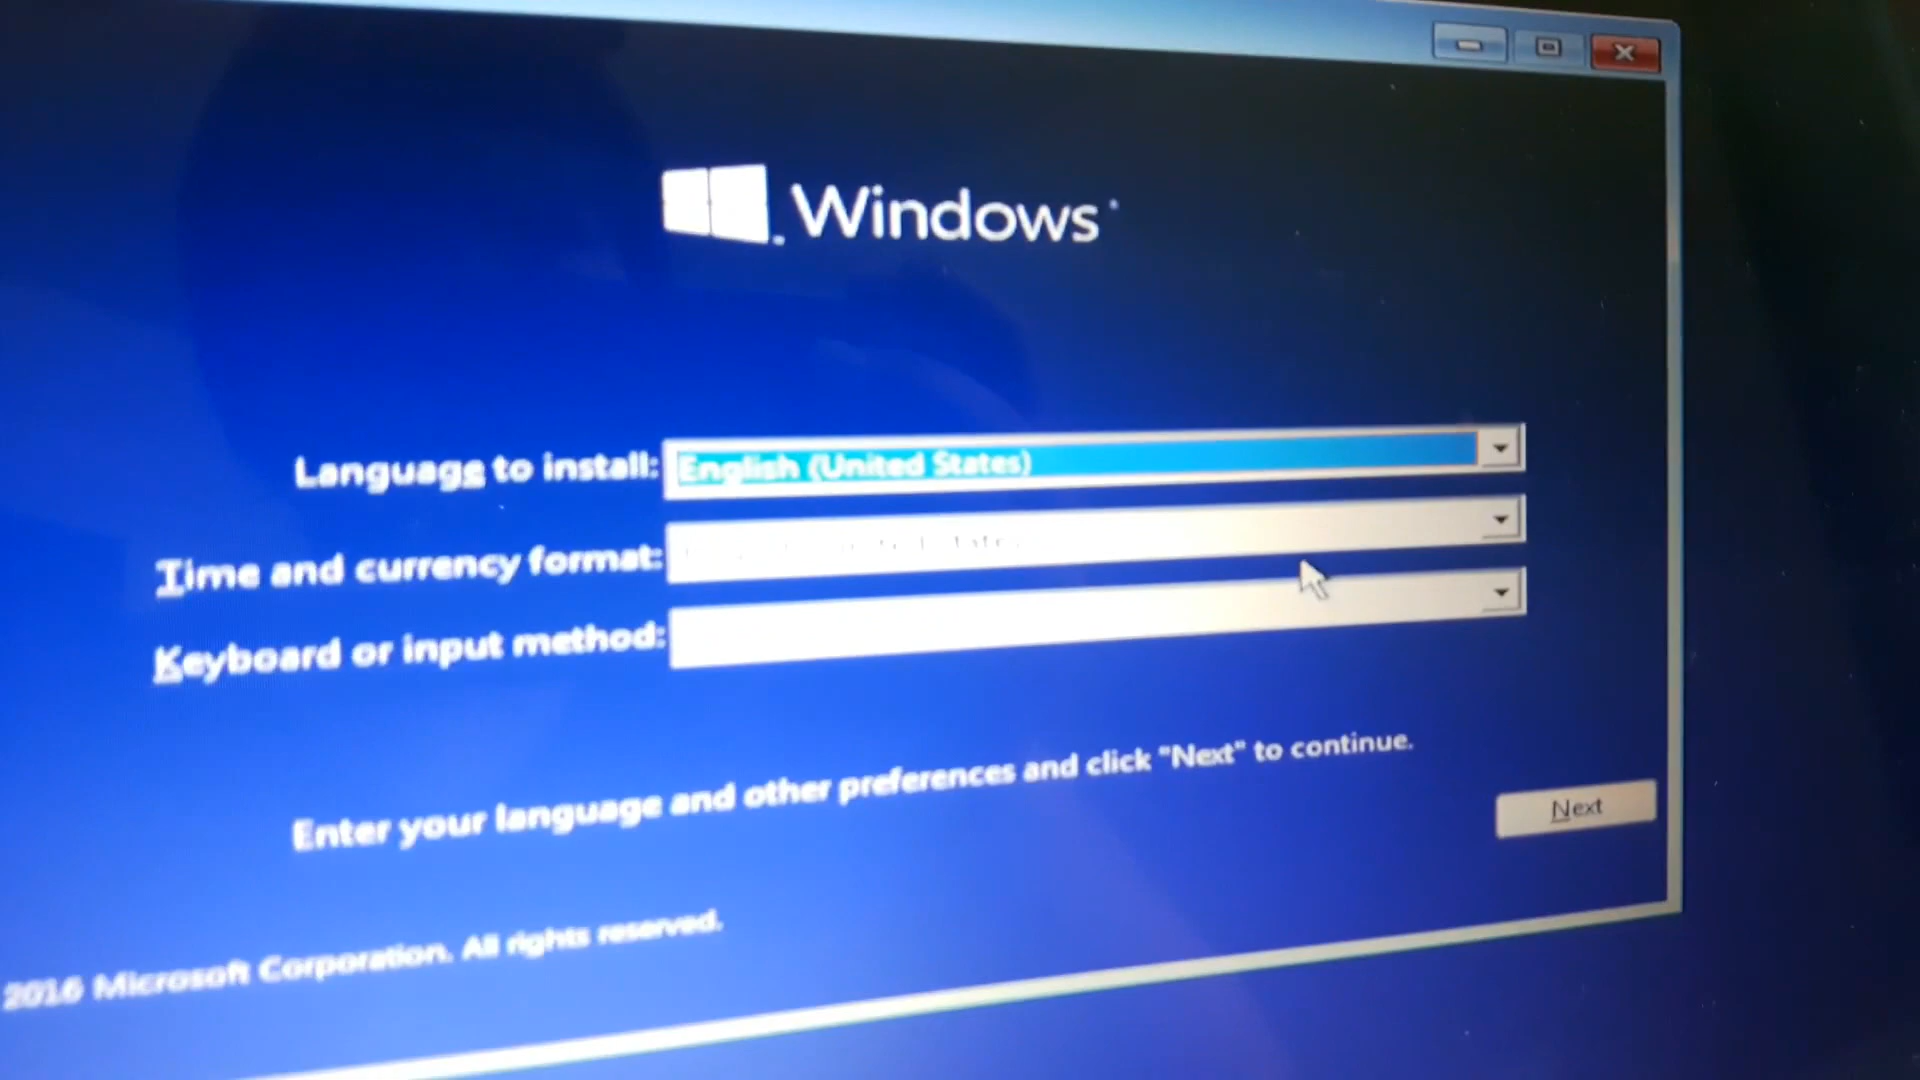 Windows
Language to install: English (United States)
Time and currency format:
Keyboard or input method:
Enter your language and other preferences and click "Next" to continue.
Next
2016 Microsoft Corporation. All rights reserved.